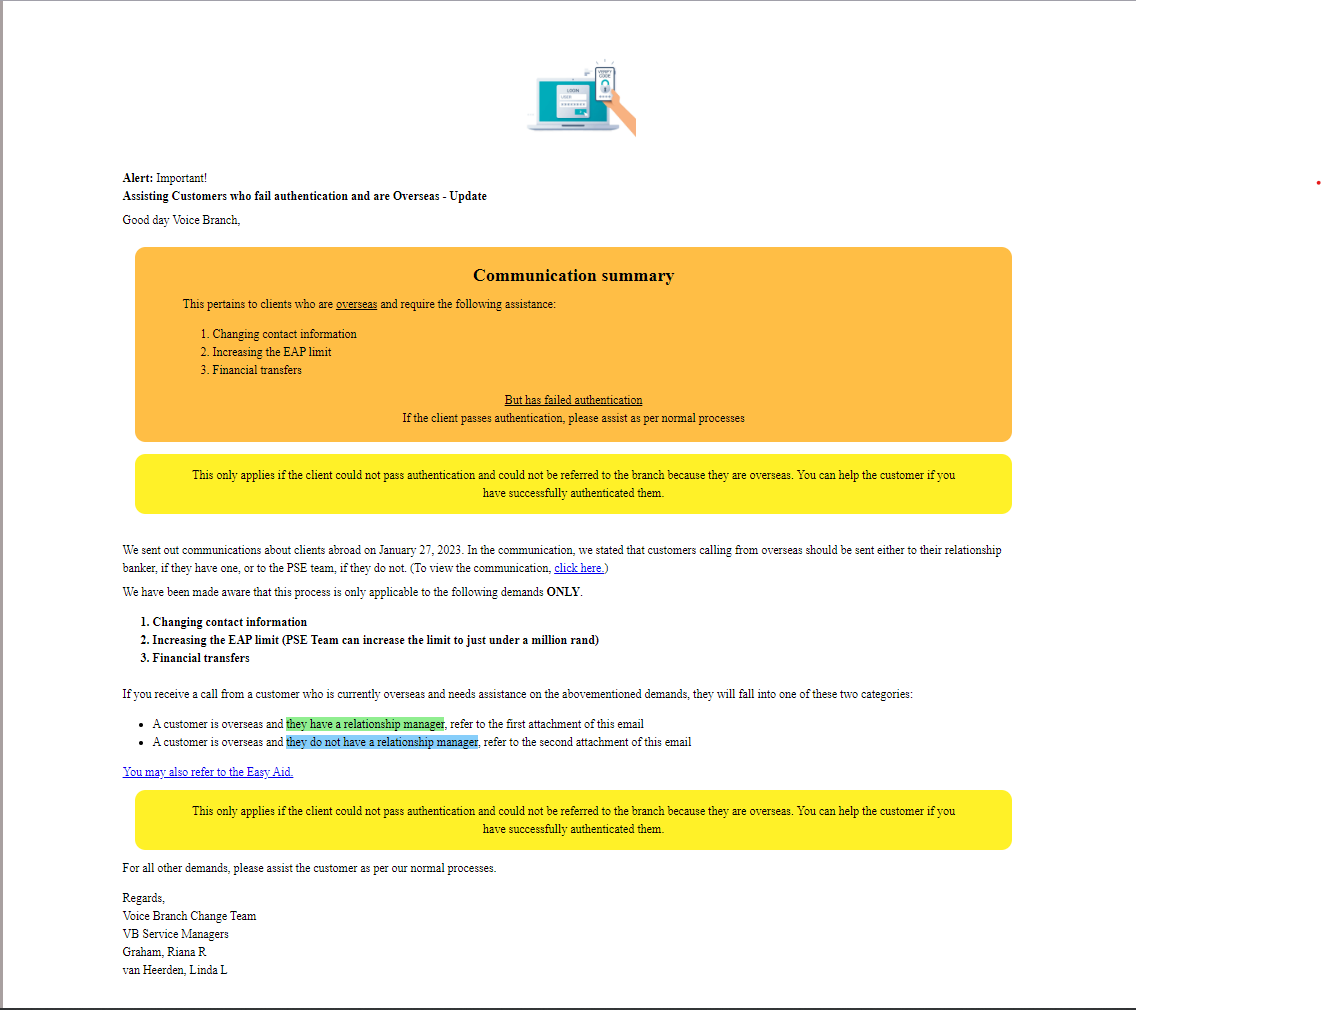 VERIFY
CODE
LOGIN
USER
Alert: Important!
Assisting Customers who fail authentication and are Overseas - Update
Good day Voice Branch,
Communication summary
This pertains to clients who are overseas and require the following assistance:
1. Changing contact information
2. Increasing the EAP limit
3. Financial transfers
But has failed authentication
If the client passes authentication, please assist as per normal processes
This only applies if the client could not pass authentication and could not be referred to the branch because they are overseas. You can help the customer if you
have successfully authenticated them.
We sent out communications about clients abroad on January 27, 2023. In the communication, we stated that customers calling from overseas should be sent either to their relationship
banker, if they have one, or to the PSE team, if they do not. (To view the communication, click here.)
We have been made aware that this process is only applicable to the following demands ONLY.
1. Changing contact information
2. Increasing the EAP limit (PSE Team can increase the limit to just under a million rand)
3. Financial transfers
If you receive a call from a customer who is currently overseas and needs assistance on the abovementioned demands, they will fall into one of these two categories:
• A customer is overseas and they have a relationship manager, refer to the first attachment of this email
• A customer is overseas and they do not have a relationship manager, refer to the second attachment of this email
You may also refer to the Easy Aid.
This only applies if the client could not pass authentication and could not be referred to the branch because they are overseas. You can help the customer if you
have successfully authenticated them.
For all other demands, please assist the customer as per our normal processes.
Regards,
Voice Branch Change Team
VB Service Managers
Graham, Riana R
van Heerden, Linda L